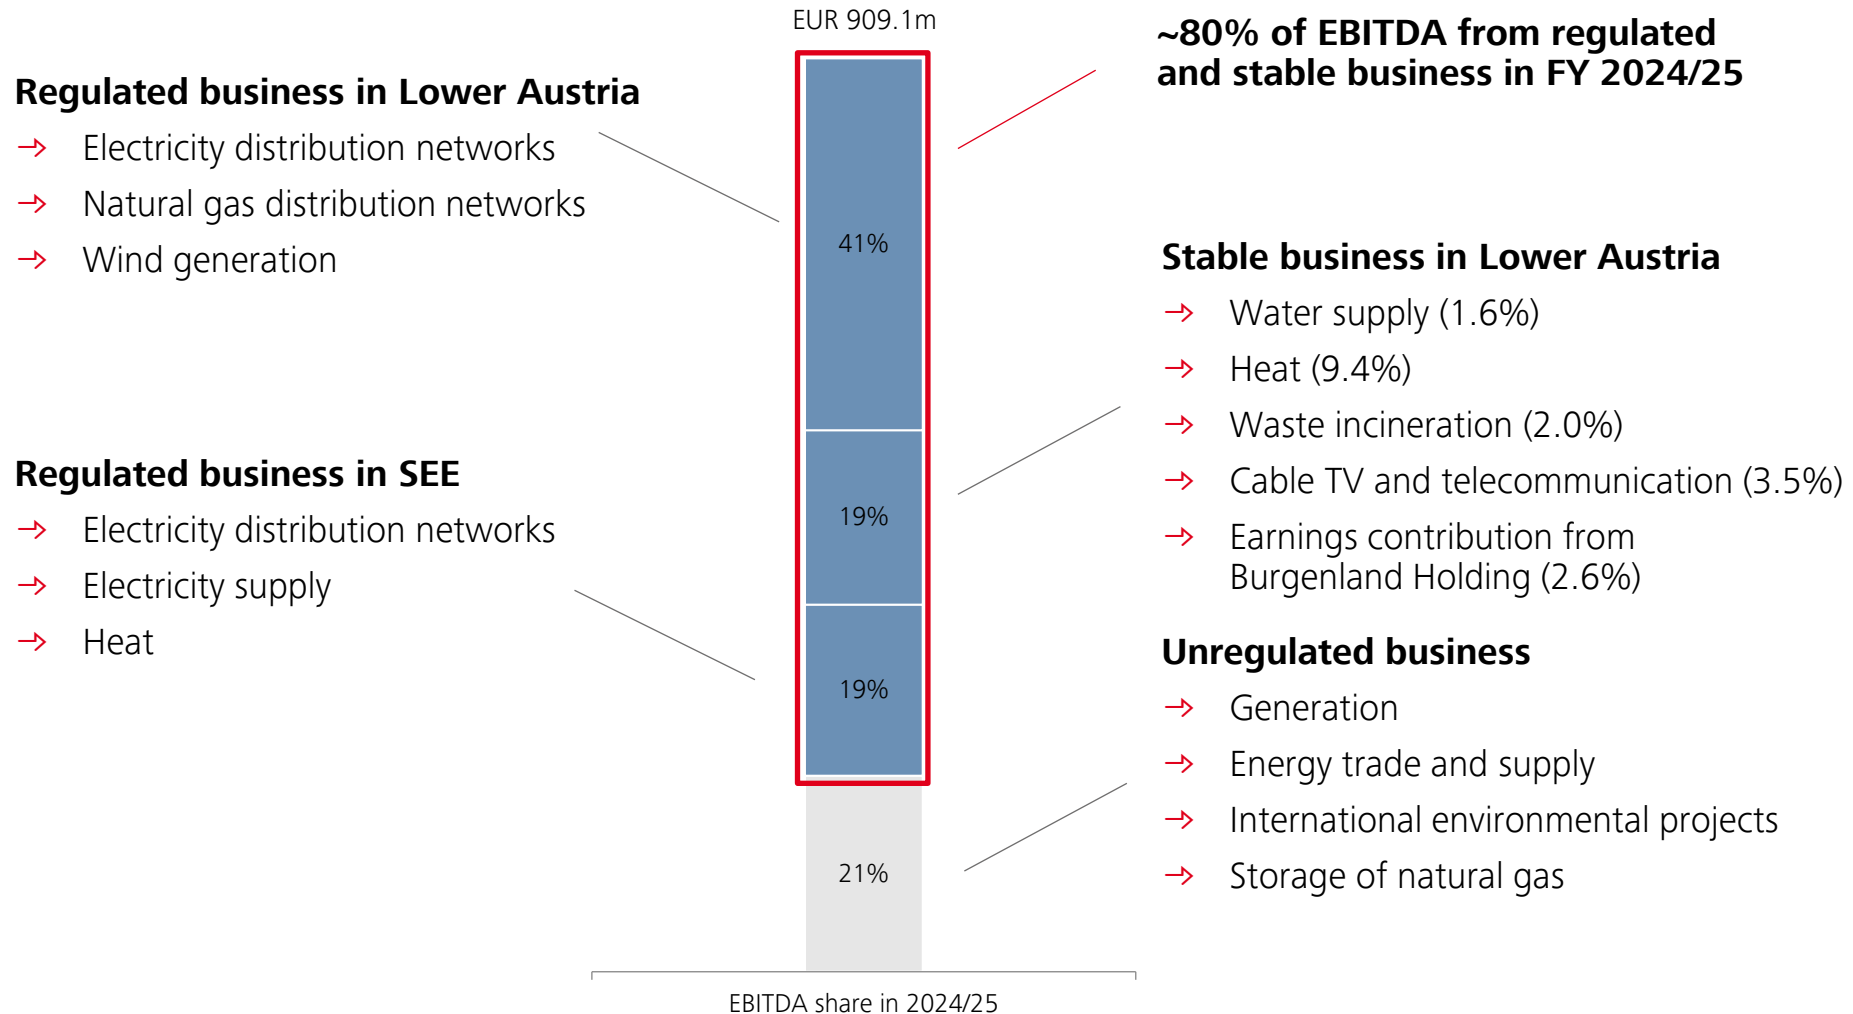 EUR 909.1m
~80% of EBITDA from regulated
and stable business in FY 2024/25
Regulated business in Lower Austria
→ Electricity distribution networks
→ Natural gas distribution networks
→ Wind generation
Regulated business in SEE
→ Electricity distribution networks
→ Electricity supply
→ Heat
41%
19%
19%
21%
EBITDA share in 2024/25
Stable business in Lower Austria
→ Water supply (1.6%)
→ Heat (9.4%)
→ Waste incineration (2.0%)
→ Cable TV and telecommunication (3.5%)
→ Earnings contribution from
Burgenland Holding (2.6%)
Unregulated business
→ Generation
→ Energy trade and supply
→ International environmental projects
→ Storage of natural gas